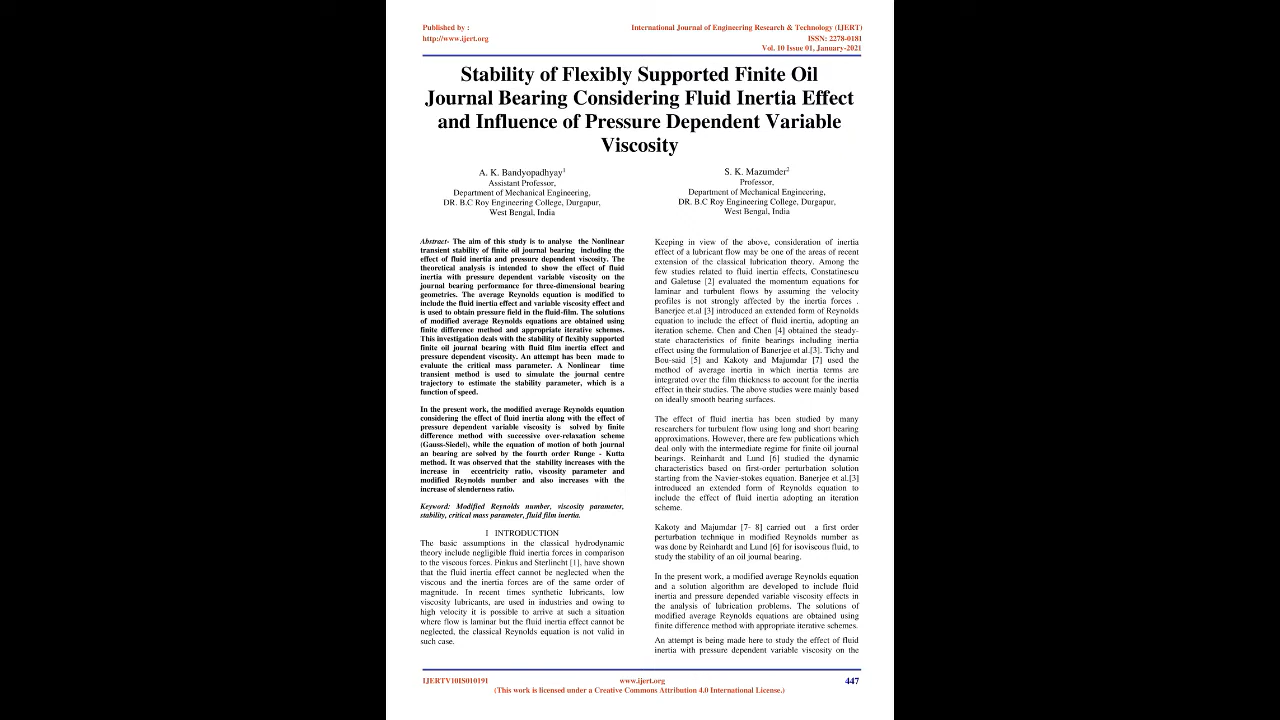 Published by :
http://www.ijert.org
International Journal of Engineering Research & Technology (IJERT)
ISSN: 2278-0181
Vol. 10 Issue 01, January-2021
Stability of Flexibly Supported Finite Oil
Journal Bearing Considering Fluid Inertia Effect
and Influence of Pressure Dependent Variable
Viscosity
A. K. Bandyopadhyay1
Assistant Professor,
Department of Mechanical Engineering,
DR. B.C Roy Engineering College, Durgapur,
West Bengal, India
S. K. Mazumder2
Professor,
Department of Mechanical Engineering,
DR. B.C Roy Engineering College, Durgapur,
West Bengal, India
Abstract- The aim of this study is to analyse the Nonlinear
transient stability of finite oil journal bearing including the
effect of fluid inertia and pressure dependent viscosity. The
theoretical analysis is intended to show the effect of fluid
inertia with pressure dependent variable viscosity on the
journal bearing performance for three-dimensional bearing
geometries. The average Reynolds equation is modified to
include the fluid inertia effect and variable viscosity effect and
is used to obtain pressure field in the fluid-film. The solutions
of modified average Reynolds equations are obtained using
finite difference method and appropriate iterative schemes.
This investigation deals with the stability of flexibly supported
finite oil journal bearing with fluid film inertia effect and
pressure dependent viscosity. An attempt has been made to
evaluate the critical mass parameter. A Nonlinear time
transient method is used to simulate the journal centre
trajectory to estimate the stability parameter, which is a
function of speed.
In the present work, the modified average Reynolds equation
considering the effect of fluid inertia along with the effect of
pressure dependent variable viscosity is solved by finite
difference method with successive over-relaxation scheme
(Gauss-Siedel), while the equation of motion of both journal
an bearing are solved by the fourth order Runge - Kutta
method. It was observed that the stability increases with the
increase in eccentricity ratio, viscosity parameter and
modified Reynolds number and also increases with the
increase of slenderness ratio.
Keyword: Modified Reynolds number, viscosity parameter,
stability, critical mass parameter, fluid film inertia.
I INTRODUCTION
The basic assumptions in the classical hydrodynamic
theory include negligible fluid inertia forces in comparison
to the viscous forces. Pinkus and Sterlincht [1], have shown
that the fluid inertia effect cannot be neglected when the
viscous and the inertia forces are of the same order of
magnitude. In recent times synthetic lubricants, low
viscosity lubricants, are used in industries and owing to
high velocity it is possible to arrive at such a situation
where flow is laminar but the fluid inertia effect cannot be
neglected, the classical Reynolds equation is not valid in
such case.
Keeping in view of the above, consideration of inertia
effect of a lubricant flow may be one of the areas of recent
extension of the classical lubrication theory. Among the
few studies related to fluid inertia effects, Constatinescu
and Galetuse [2] evaluated the momentum equations for
laminar and turbulent flows by assuming the velocity
profiles is not strongly affected by the inertia forces .
Banerjee et.al [3] introduced an extended form of Reynolds
equation to include the effect of fluid inertia, adopting an
iteration scheme. Chen and Chen [4] obtained the steady-
state characteristics of finite bearings including inertia
effect using the formulation of Banerjee et al.[3]. Tichy and
Bou-said [5] and Kakoty and Majumdar [7] used the
method of average inertia in which inertia terms are
integrated over the film thickness to account for the inertia
effect in their studies. The above studies were mainly based
on ideally smooth bearing surfaces.
The effect of fluid inertia has been studied by many
researchers for turbulent flow using long and short bearing
approximations. However, there are few publications which
deal only with the intermediate regime for finite oil journal
bearings. Reinhardt and Lund [6] studied the dynamic
characteristics based on first-order perturbation solution
starting from the Navier-stokes equation. Banerjee et al.[3]
introduced an extended form of Reynolds equation to
include the effect of fluid inertia adopting an iteration
scheme.
Kakoty and Majumdar [7- 8] carried out a first order
perturbation technique in modified Reynolds number as
was done by Reinhardt and Lund [6] for isoviscous fluid, to
study the stability of an oil journal bearing.
In the present work, a modified average Reynolds equation
and a solution algorithm are developed to include fluid
inertia and pressure depended variable viscosity effects in
the analysis of lubrication problems. The solutions of
modified average Reynolds equations are obtained using
finite difference method with appropriate iterative schemes.
An attempt is being made here to study the effect of fluid
inertia with pressure dependent variable viscosity on the
IJERTV10IS010191
www.ijert.org
447
(This work is licensed under a Creative Commons Attribution 4.0 International License.)